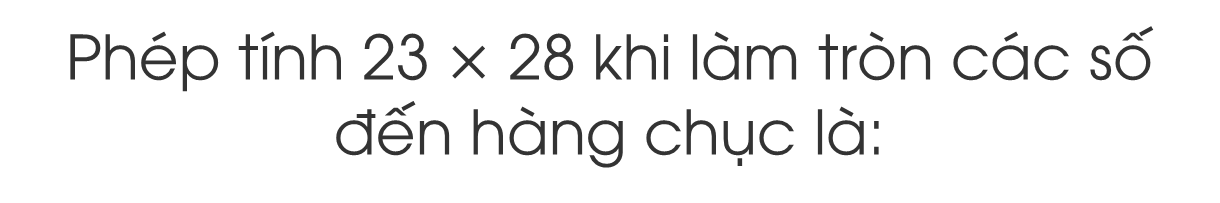 Phép tính 23 × 28 khi làm tròn các số
đến hàng chục là: